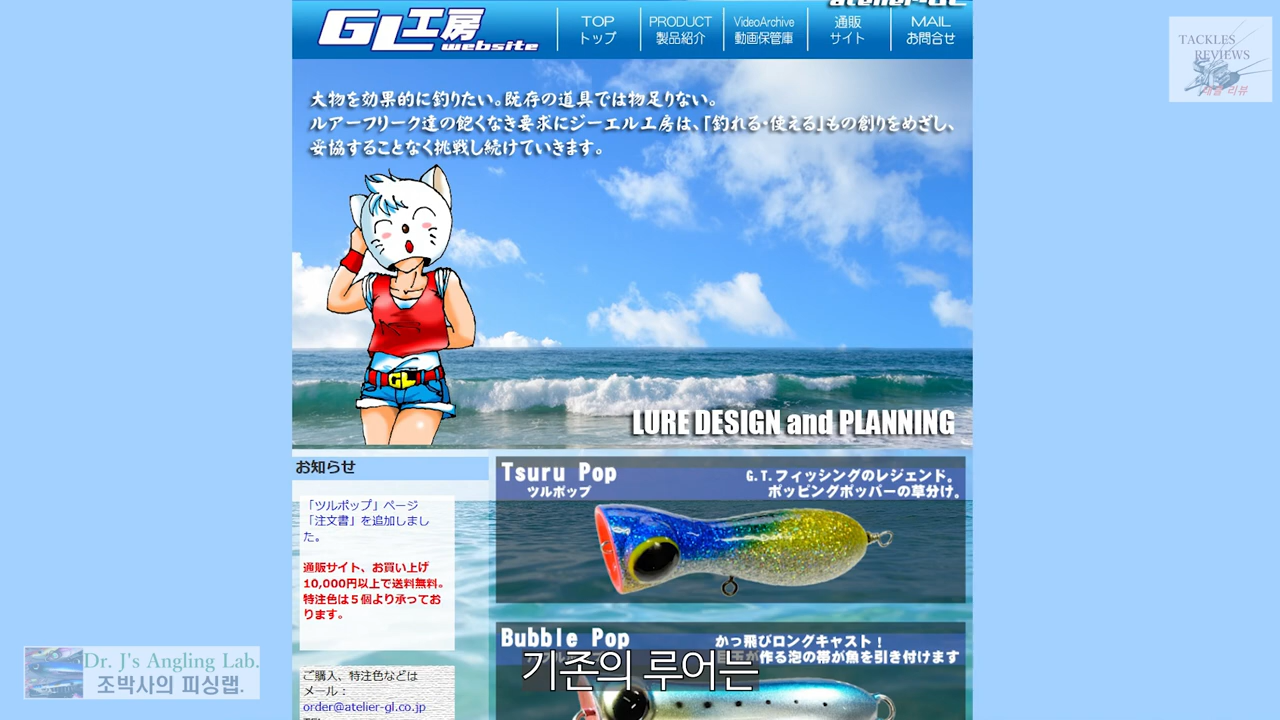 GL工房
website
TOP
トップ
PRODUCT
製品紹介
VideoArchive
動画保管庫
通販
サイト
MAIL
お問合せ
TACKLES
REVIEWS
리뷰
大物を効果的に釣りたい。既存の道具では物足りない。
ルアーフリーク達の飽くなき要求にジーエル工房は、「釣れる・使える」もの創りをめざし、
妥協することなく挑戦し続けていきます。
GL
LURE DESIGN and PLANNING
お知らせ
「ツルポップ」ページ
「注文書」を追加しまし
た。
通販サイト、お買い上げ
10,000円以上で送料無料。
特注色は５個より承ってお
ります。
ご購入、特注色などは
メール：
order@atelier-gl.co.jp
Tsuru Pop
ツルポップ
G.T.フィッシングのレジェンド。
ポッピングポッパーの草分け。
Bubble Pop
かっ飛びロングキャスト！
目玉が作る泡の帯が魚を引き付けます
기존의 루어는
Dr. J's Angling Lab.
조박사의 피싱랩.